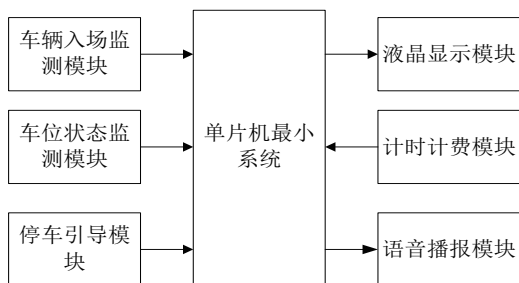 车辆入场监
测模块
车位状态监
测模块
停车引导模
块
单片机最小
系统
液晶显示模块
计时计费模块
语音播报模块